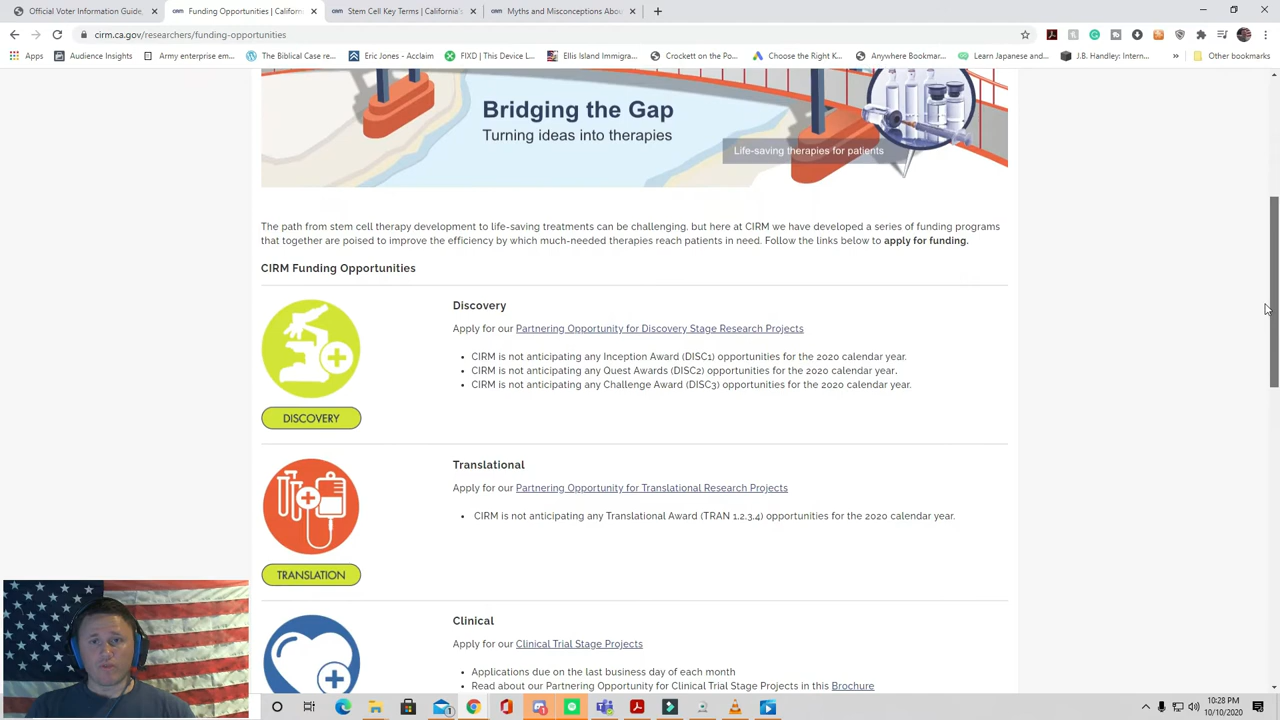 Official Voter Information Guide,
Funding Opportunities | California
Stem Cell Key Terms | California's
Myths and Misconceptions Abou
cirm.ca.gov/researchers/funding-opportunities
Apps
Audience Insights
Army enterprise em...
The Biblical Case re...
Eric Jones - Acclaim
FIXD | This Device L...
Ellis Island Immigra...
Crockett on the Po...
Choose the Right K...
Anywhere Bookmar...
Learn Japanese and...
J.B. Handley: Intern...
Other bookmarks
Bridging the Gap
Turning ideas into therapies
Life-saving therapies for patients
The path from stem cell therapy development to life-saving treatments can be challenging, but here at CIRM we have developed a series of funding programs
that together are poised to improve the efficiency by which much-needed therapies reach patients in need. Follow the links below to apply for funding.
CIRM Funding Opportunities
Discovery
Apply for our Partnering Opportunity for Discovery Stage Research Projects
• CIRM is not anticipating any Inception Award (DISC1) opportunities for the 2020 calendar year.
• CIRM is not anticipating any Quest Awards (DISC2) opportunities for the 2020 calendar year.
• CIRM is not anticipating any Challenge Award (DISC3) opportunities for the 2020 calendar year.
DISCOVERY
Translational
Apply for our Partnering Opportunity for Translational Research Projects
• CIRM is not anticipating any Translational Award (TRAN 1,2,3,4) opportunities for the 2020 calendar year.
TRANSLATION
Clinical
Apply for our Clinical Trial Stage Projects
• Applications due on the last business day of each month
• Read about our Partnering Opportunity for Clinical Trial Stage Projects in this Brochure
10:28 PM
10/10/2020